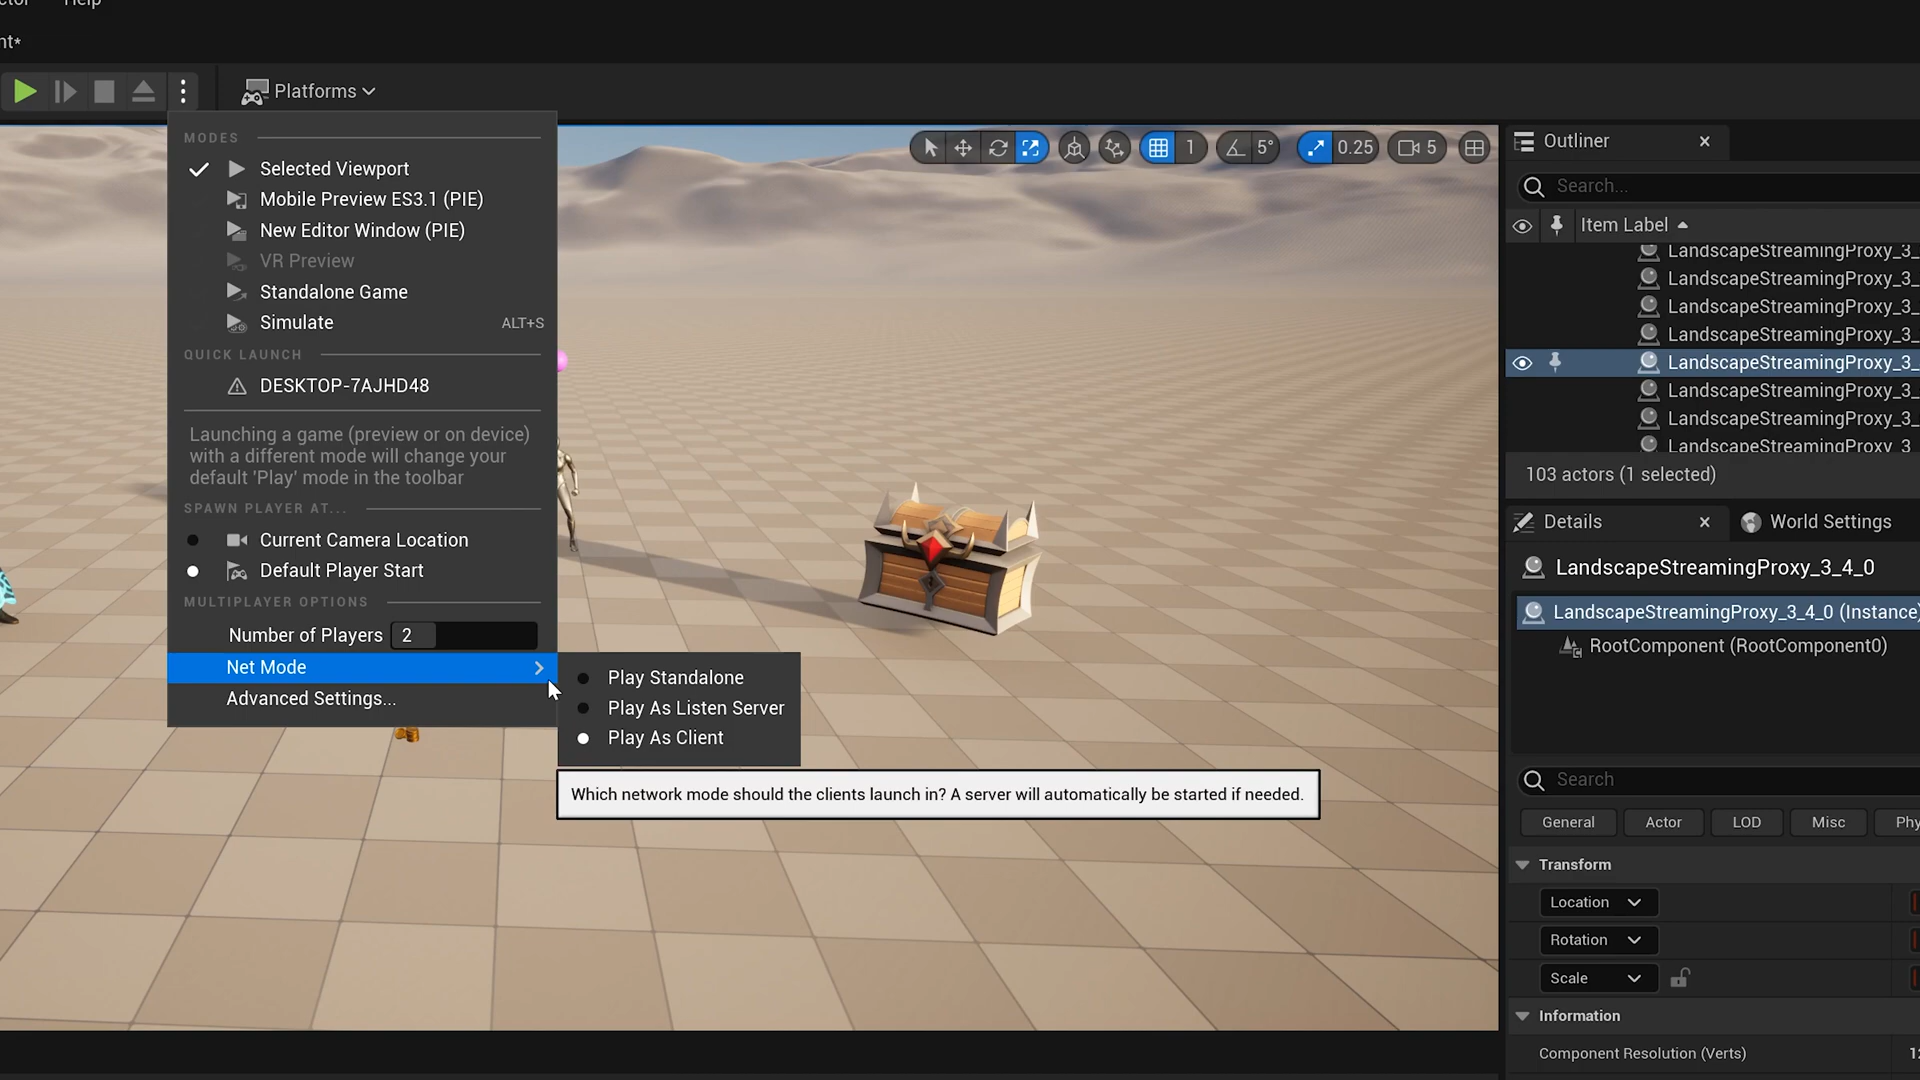 Help
nt*
Platforms
MODES
Selected Viewport
Mobile Preview ES3.1 (PIE)
New Editor Window (PIE)
VR Preview
Standalone Game
Simulate ALT+S
QUICK LAUNCH
DESKTOP-7AJHD48
Launching a game (preview or on device)
with a different mode will change your
default 'Play' mode in the toolbar
SPAWN PLAYER AT...
Current Camera Location
Default Player Start
MULTIPLAYER OPTIONS
Number of Players 2
Net Mode
Advanced Settings...
Play Standalone
Play As Listen Server
Play As Client
Which network mode should the clients launch in? A server will automatically be started if needed.
1 5° 0.25 5
Outliner
Search...
Item Label
LandscapeStreamingProxy_3_
LandscapeStreamingProxy_3_
LandscapeStreamingProxy_3_
LandscapeStreamingProxy_3_
LandscapeStreamingProxy_3_
LandscapeStreamingProxy_3_
LandscapeStreamingProxy_3_
LandscapeStreamingProxy_3_
103 actors (1 selected)
Details World Settings
LandscapeStreamingProxy_3_4_0
LandscapeStreamingProxy_3_4_0 (Instance)
RootComponent (RootComponent0)
Search
General Actor LOD Misc Phy
Transform
Location
Rotation
Scale
Information
Component Resolution (Verts)